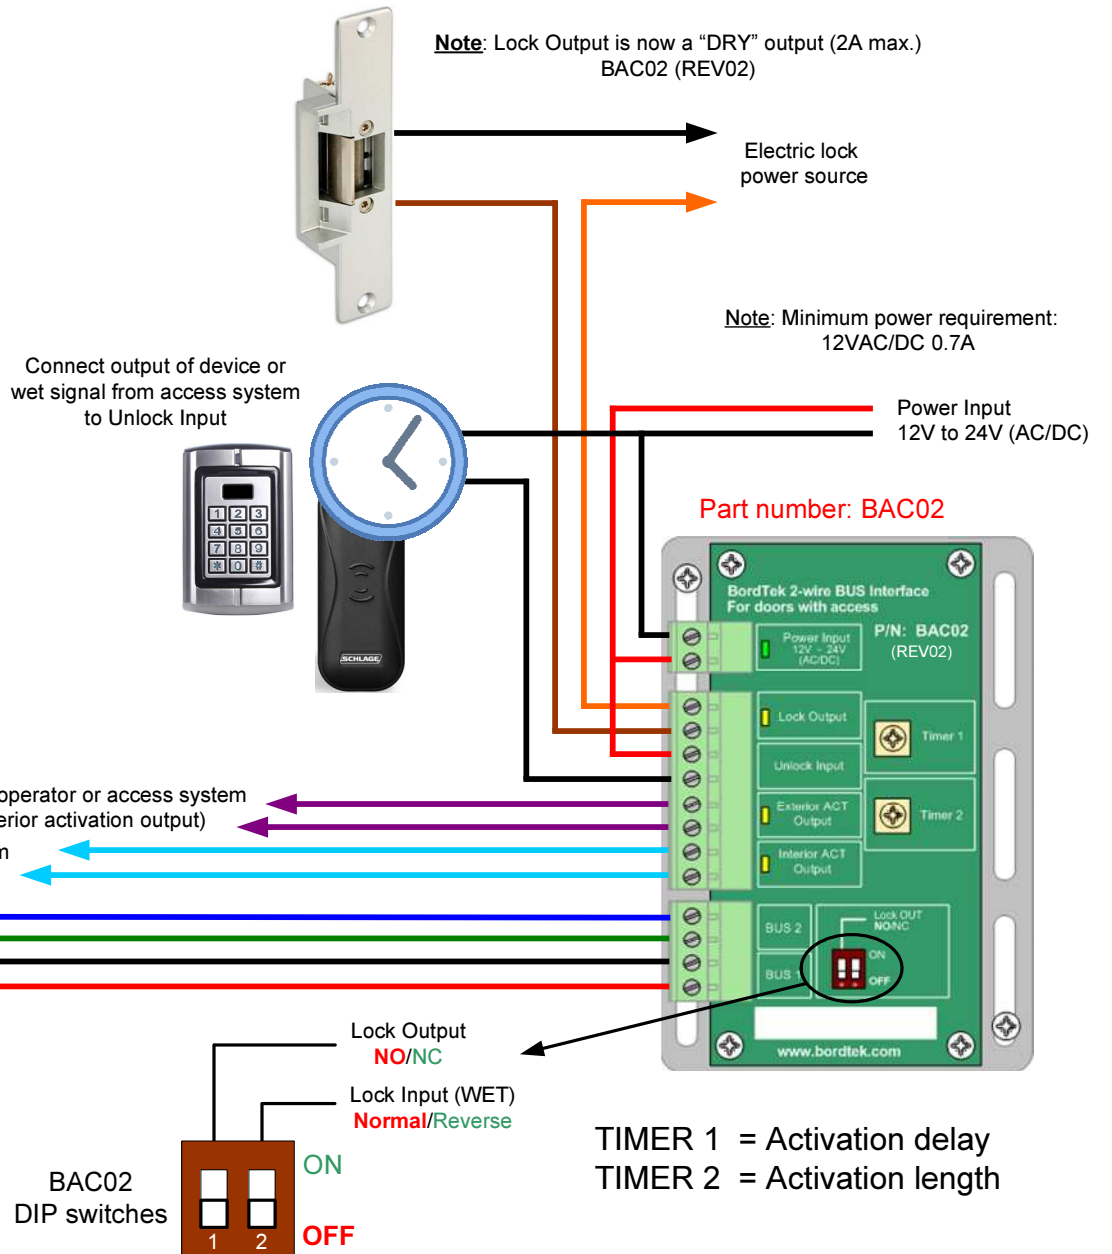 Note: Lock Output is now a “DRY” output (2A max.)
BAC02 (REV02)
Electric lock
power source
Note: Minimum power requirement:
12VAC/DC 0.7A
Connect output of device or
wet signal from access system
to Unlock Input
Power Input
12V to 24V (AC/DC)
1 2 3
4 5 6
7 8 9
* 0 #
SCHLAGE
Part number: BAC02
BordTek 2-wire BUS Interface
For doors with access
P/N: BAC02
(REV02)
Power Input
12V - 24V
(AC/DC)
Lock Output
Timer 1
Unlock Input
Exterior ACT
Output
Timer 2
Interior ACT
Output
operator or access system
erior activation output)
m
BUS 2
Lock OUT
NO/NC
ON
BUS 1
OFF
www.bordtek.com
Lock Output
NO/NC
Lock Input (WET)
Normal/Reverse
TIMER 1 = Activation delay
TIMER 2 = Activation length
ON
BAC02
DIP switches
1 2
OFF